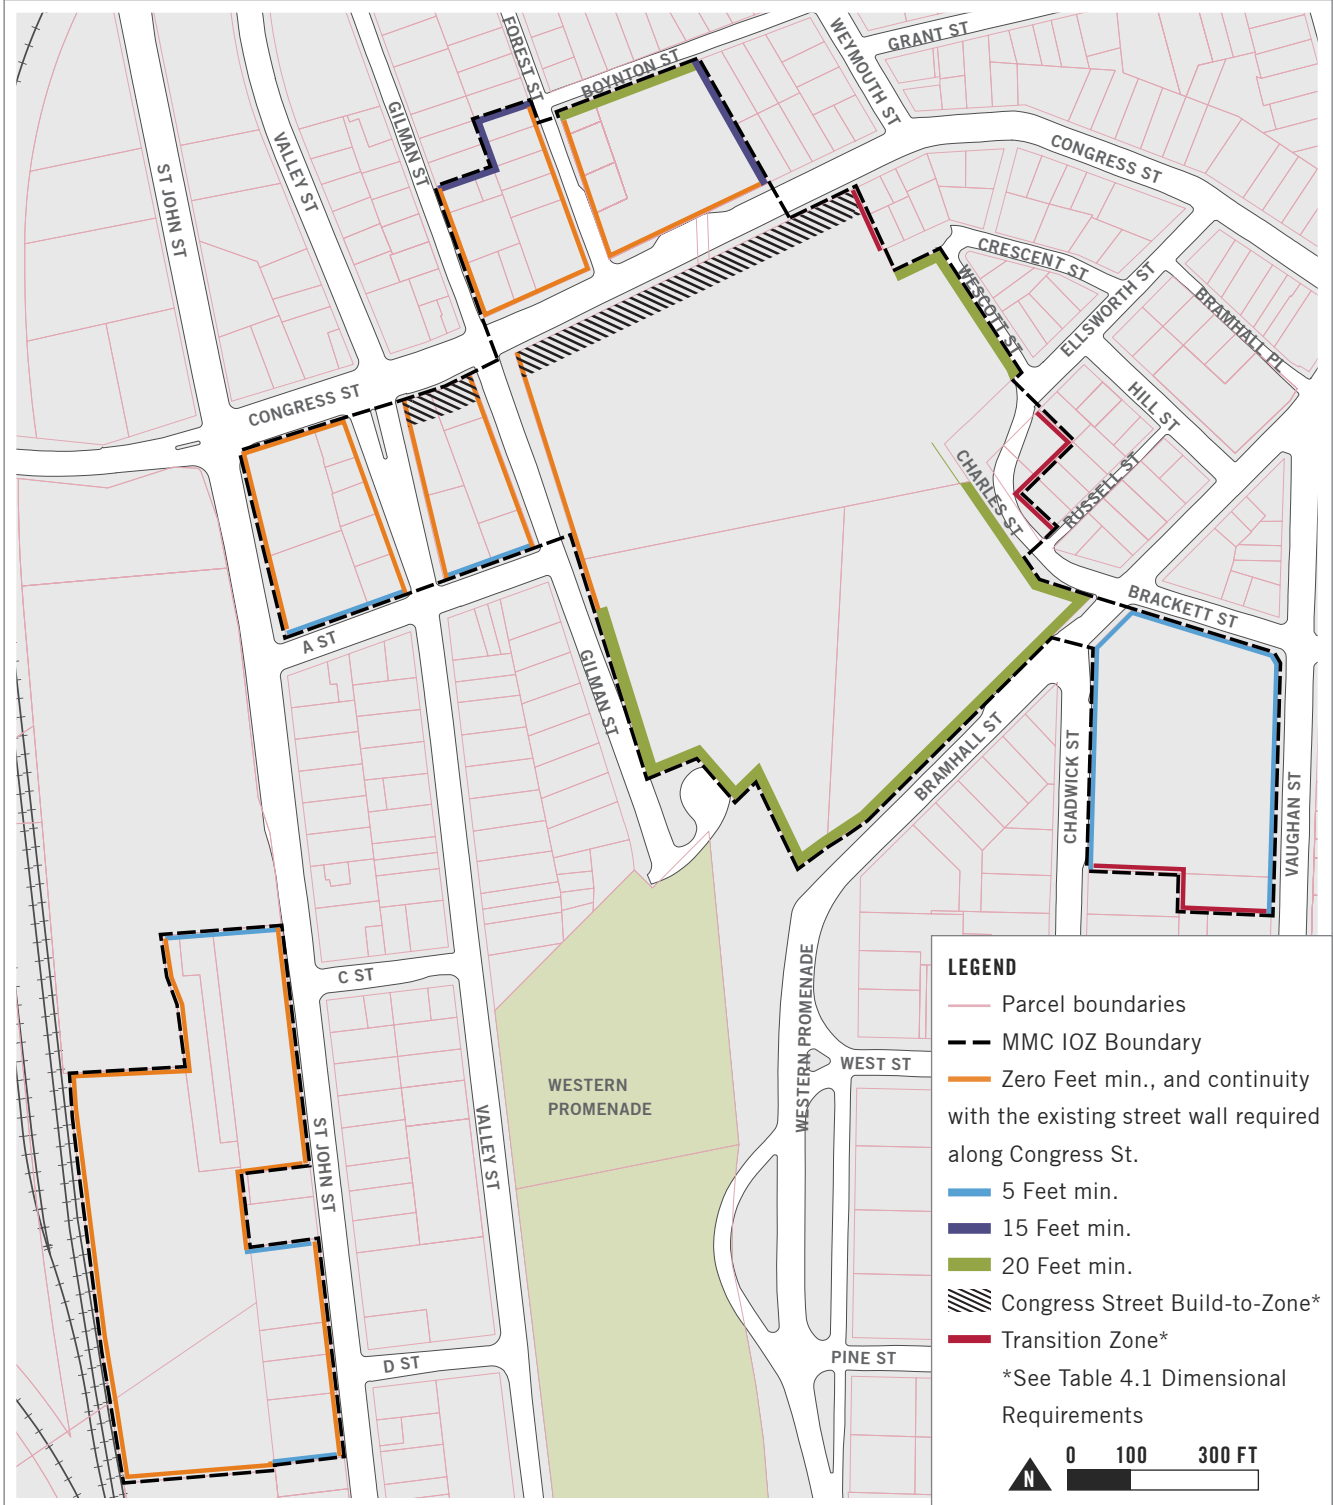 FOREST ST
BOYNTON ST
WEYMOUTH ST
GRANT ST
GILMAN ST
VALLEY ST
ST JOHN ST
CONGRESS ST
CRESCENT ST
WESCOTT ST
ELLSWORTH ST
BRAMHALL PL
HILL ST
CONGRESS ST
CHARLES ST
RUSSELL ST
BRACKETT ST
A ST
GILMAN ST
BRAMHALL ST
CHADWICK ST
VAUGHAN ST
C ST
WESTERN PROMENADE
WEST ST
WESTERN
PROMENADE
ST JOHN ST
VALLEY ST
D ST
PINE ST
LEGEND
Parcel boundaries
MMC IOZ Boundary
Zero Feet min., and continuity
with the existing street wall required
along Congress St.
5 Feet min.
15 Feet min.
20 Feet min.
Congress Street Build-to-Zone*
Transition Zone*
*See Table 4.1 Dimensional
Requirements
0 100 300 FT
N